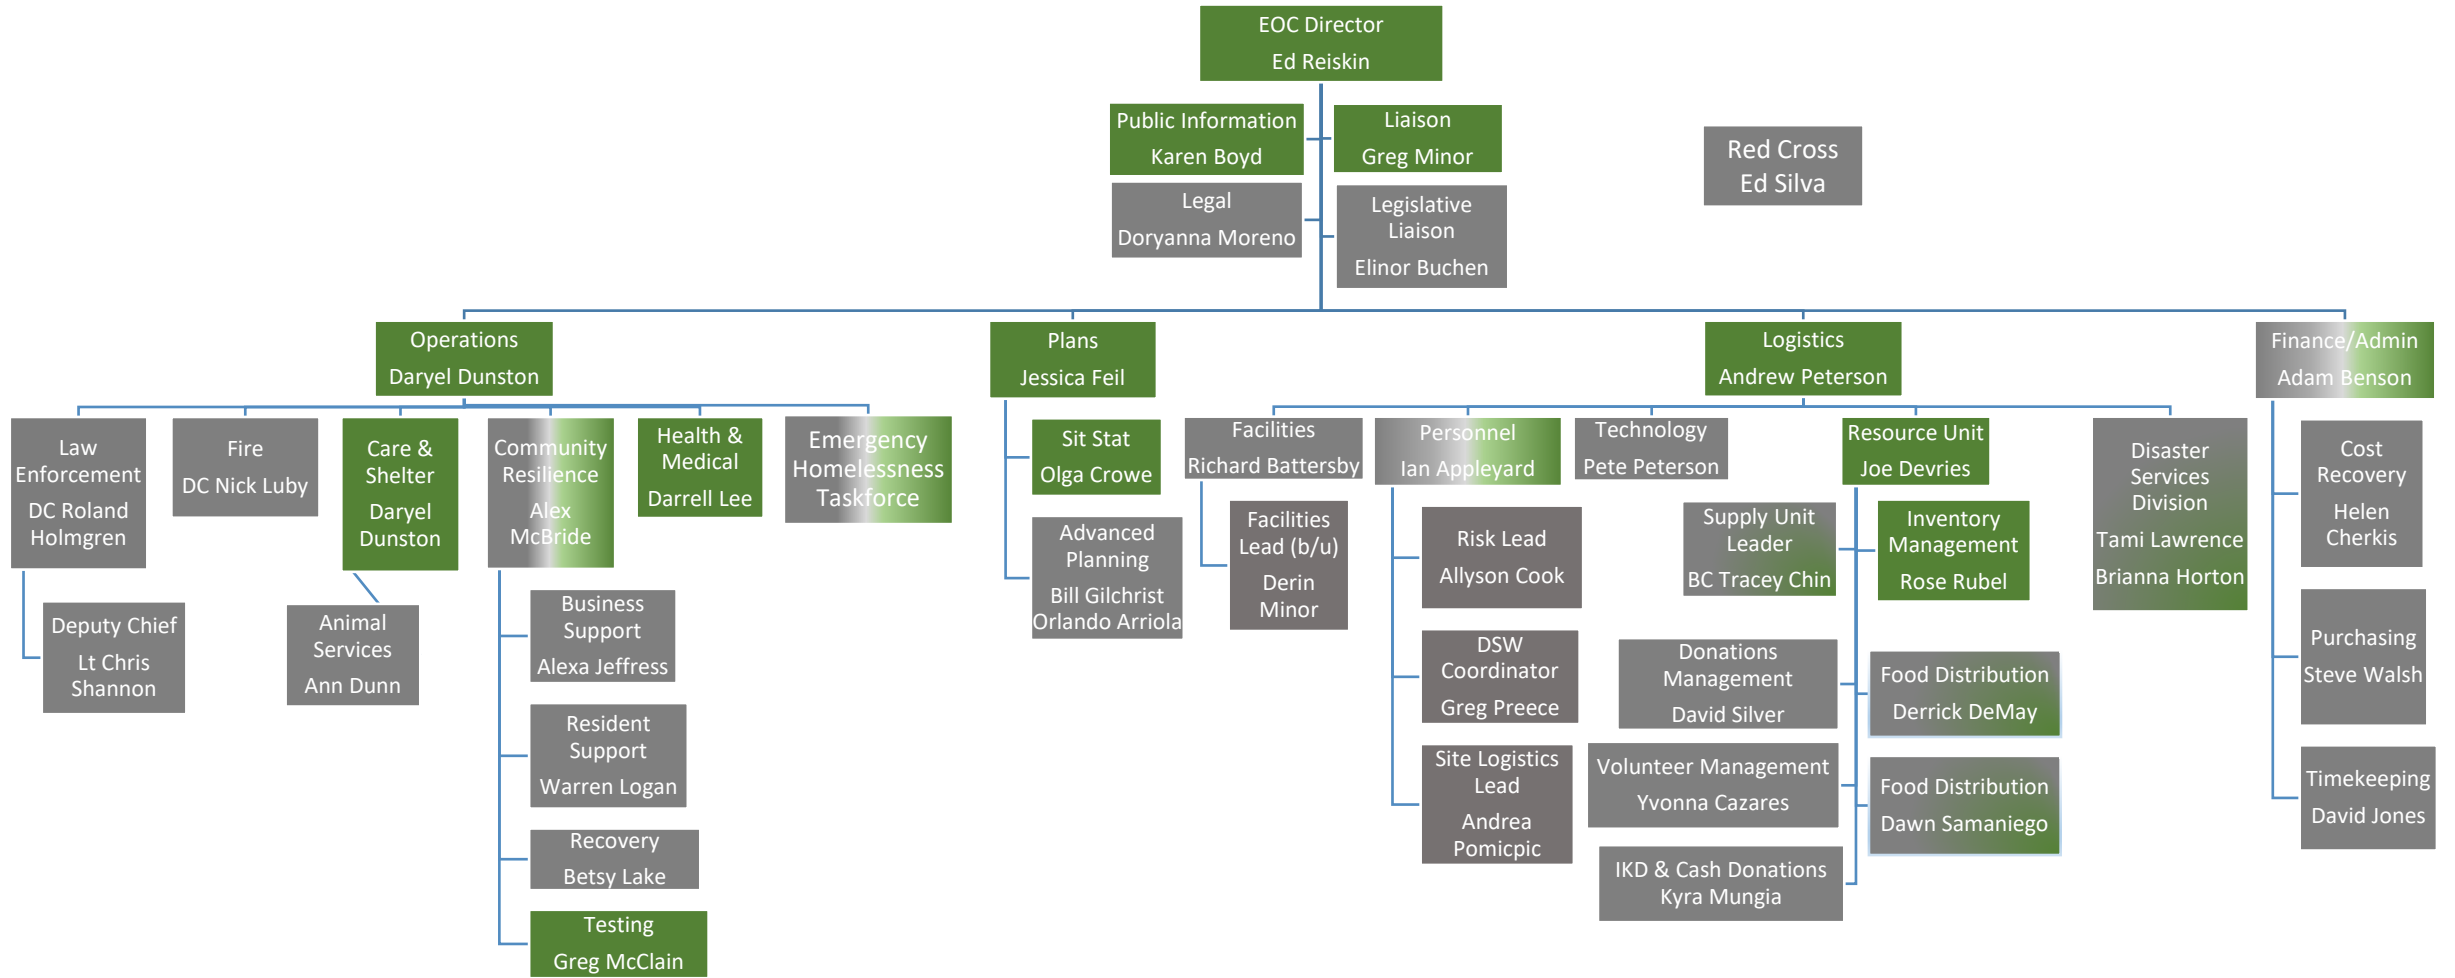 EOC Director
Ed Reiskin
Public Information
Karen Boyd
Liaison
Greg Minor
Red Cross
Ed Silva
Legal
Doryanna Moreno
Legislative
Liaison
Elinor Buchen
Operations
Daryel Dunston
Plans
Jessica Feil
Logistics
Andrew Peterson
Finance/Admin
Adam Benson
Law
Enforcement
DC Roland
Holmgren
Fire
DC Nick Luby
Care &
Shelter
Daryel
Dunston
Community
Resilience
Alex
McBride
Health &
Medical
Darrell Lee
Emergency
Homelessness
Taskforce
Deputy Chief
Lt Chris
Shannon
Animal
Services
Ann Dunn
Business
Support
Alexa Jeffress
Resident
Support
Warren Logan
Recovery
Betsy Lake
Testing
Greg McClain
Sit Stat
Olga Crowe
Advanced
Planning
Bill Gilchrist
Orlando Arriola
Facilities
Richard Battersby
Facilities
Lead (b/u)
Derin
Minor
Personnel
Ian Appleyard
Risk Lead
Allyson Cook
DSW
Coordinator
Greg Preece
Site Logistics
Lead
Andrea
Pomicpic
Technology
Pete Peterson
Resource Unit
Joe Devries
Supply Unit
Leader
BC Tracey Chin
Inventory
Management
Rose Rubel
Donations
Management
David Silver
Food Distribution
Derrick DeMay
Volunteer Management
Yvonna Cazares
Food Distribution
Dawn Samaniego
IKD & Cash Donations
Kyra Mungia
Disaster
Services
Division
Tami Lawrence
Brianna Horton
Cost
Recovery
Helen
Cherkis
Purchasing
Steve Walsh
Timekeeping
David Jones